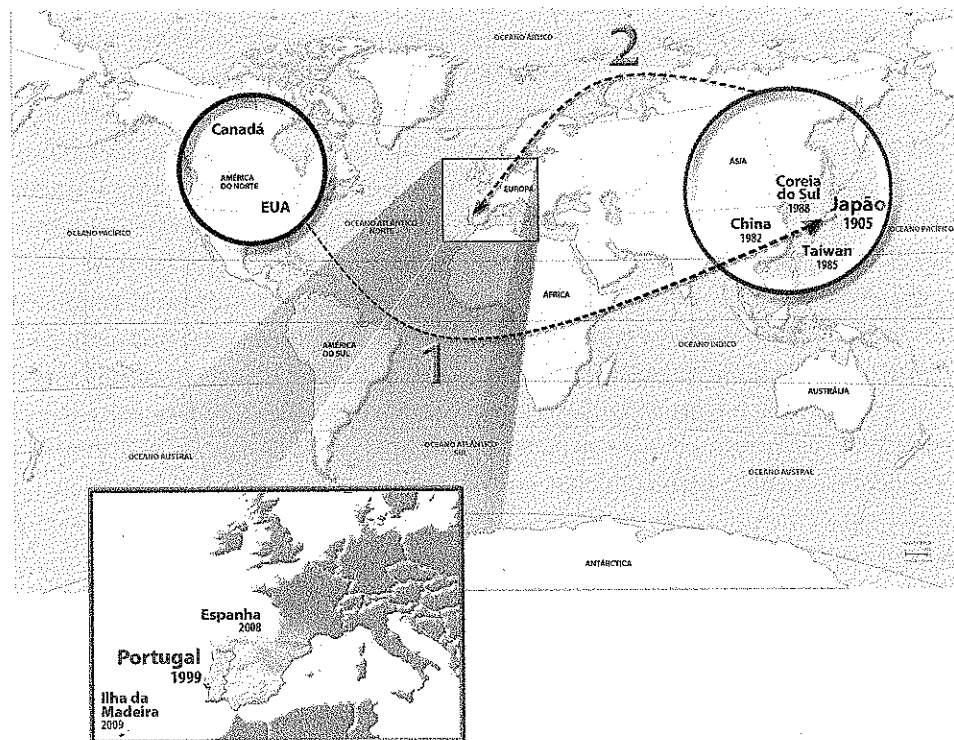 OCEANO ÁRTICO
2
Canadá
AMÉRICA
DO NORTE
EUA
OCEANO PACÍFICO
OCEANO ATLÂNTICO
NORTE
EUROPA
ÁSIA
Coreia
do Sul
1988
Japão
1905
China
1982
Taiwan
1985
OCEANO PACÍFICO
ÁFRICA
AMÉRICA
DO SUL
1
OCEANO ÍNDICO
AUSTRÁLIA
OCEANO AUSTRAL
OCEANO ATLÂNTICO
SUL
OCEANO AUSTRAL
ANTÁRCTICA
Espanha
2008
Portugal
1999
Ilha da
Madeira
2009